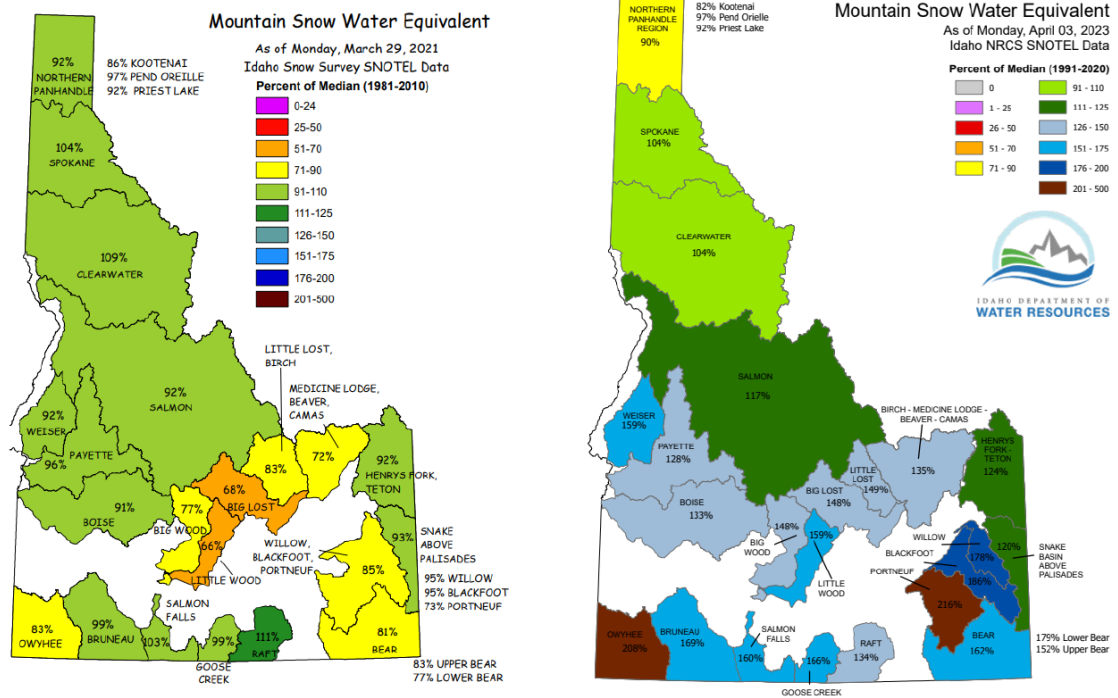 Mountain Snow Water Equivalent
As of Monday, March 29, 2021
Idaho Snow Survey SNOTEL Data
Percent of Median (1981-2010)
0-24
25-50
51-70
71-90
91-110
111-125
126-150
151-175
176-200
201-500
92%
NORTHERN
PANHANDLE
86% KOOTENAI
97% PEND OREILLE
92% PRIEST LAKE
104%
SPOKANE
109%
CLEARWATER
LITTLE LOST,
BIRCH
MEDICINE LODGE,
BEAVER,
CAMAS
92%
SALMON
92%
WEISER
PAYETTE
96%
83%
72%
92%
HENRYS FORK,
TETON
68%
BIG LOST
77%
BIG WOOD
91%
BOISE
66%
LITTLE WOOD
WILLOW,
BLACKFOOT,
PORTNEUF
93%
SNAKE
ABOVE
PALISADES
85%
95% WILLOW
95% BLACKFOOT
73% PORTNEUF
SALMON
FALLS
83%
OWYHEE
99%
BRUNEAU
103%
99%
GOOSE
CREEK
111%
RAFT
81%
BEAR
83% UPPER BEAR
77% LOWER BEAR
Mountain Snow Water Equivalent
As of Monday, April 03, 2023
Idaho NRCS SNOTEL Data
Percent of Median (1991-2020)
0
1 - 25
26 - 50
51 - 70
71 - 90
91 - 110
111 - 125
126 - 150
151 - 175
176 - 200
201 - 500
IDAHO DEPARTMENT OF
WATER RESOURCES
NORTHERN
PANHANDLE
REGION
90%
82% Kootenai
97% Pend Orielle
92% Priest Lake
SPOKANE
104%
CLEARWATER
104%
SALMON
117%
WEISER
159%
PAYETTE
128%
BIRCH - MEDICINE LODGE -
BEAVER - CAMAS
135%
HENRYS
FORK -
TETON
124%
LITTLE
LOST
149%
BIG LOST
148%
BOISE
133%
148%
BIG
WOOD
159%
LITTLE
WOOD
WILLOW
178%
BLACKFOOT
186%
PORTNEUF
216%
120%
SNAKE
BASIN
ABOVE
PALISADES
OWYHEE
208%
BRUNEAU
169%
SALMON
FALLS
160%
166%
GOOSE CREEK
RAFT
134%
BEAR
162%
179% Lower Bear
152% Upper Bear